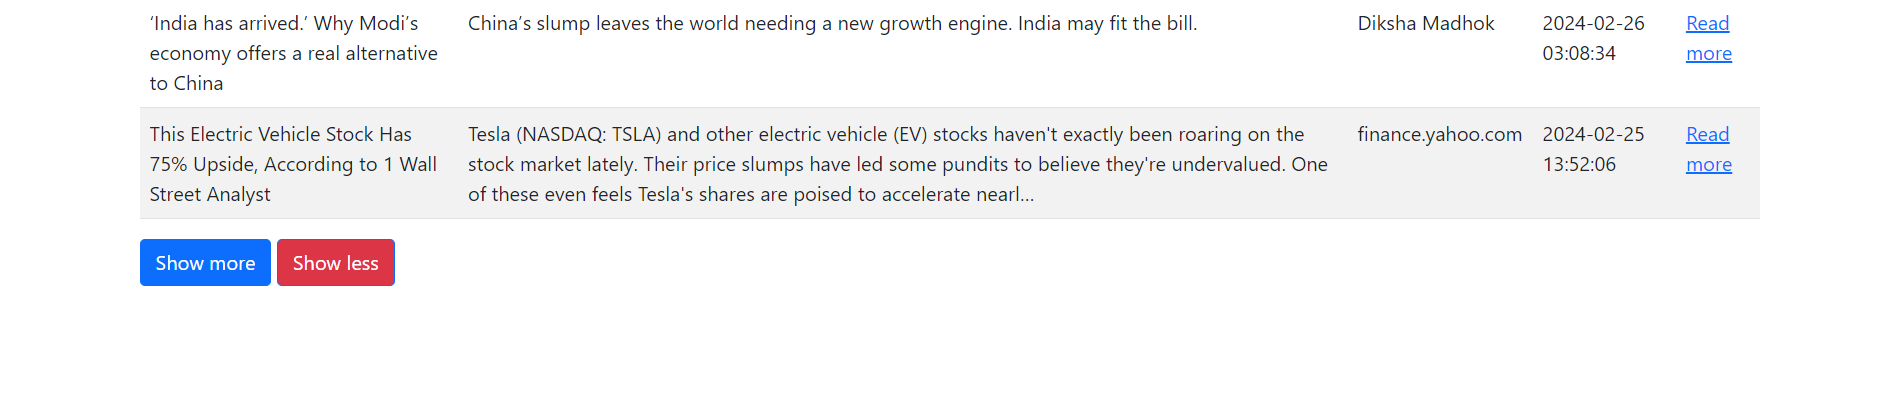 ‘India has arrived.’ Why Modi’s
economy offers a real alternative
to China
China’s slump leaves the world needing a new growth engine. India may fit the bill.
Diksha Madhok
2024-02-26
03:08:34
Read
more
This Electric Vehicle Stock Has
75% Upside, According to 1 Wall
Street Analyst
Tesla (NASDAQ: TSLA) and other electric vehicle (EV) stocks haven't exactly been roaring on the
stock market lately. Their price slumps have led some pundits to believe they're undervalued. One
of these even feels Tesla's shares are poised to accelerate nearl...
finance.yahoo.com
2024-02-25
13:52:06
Read
more
Show more
Show less